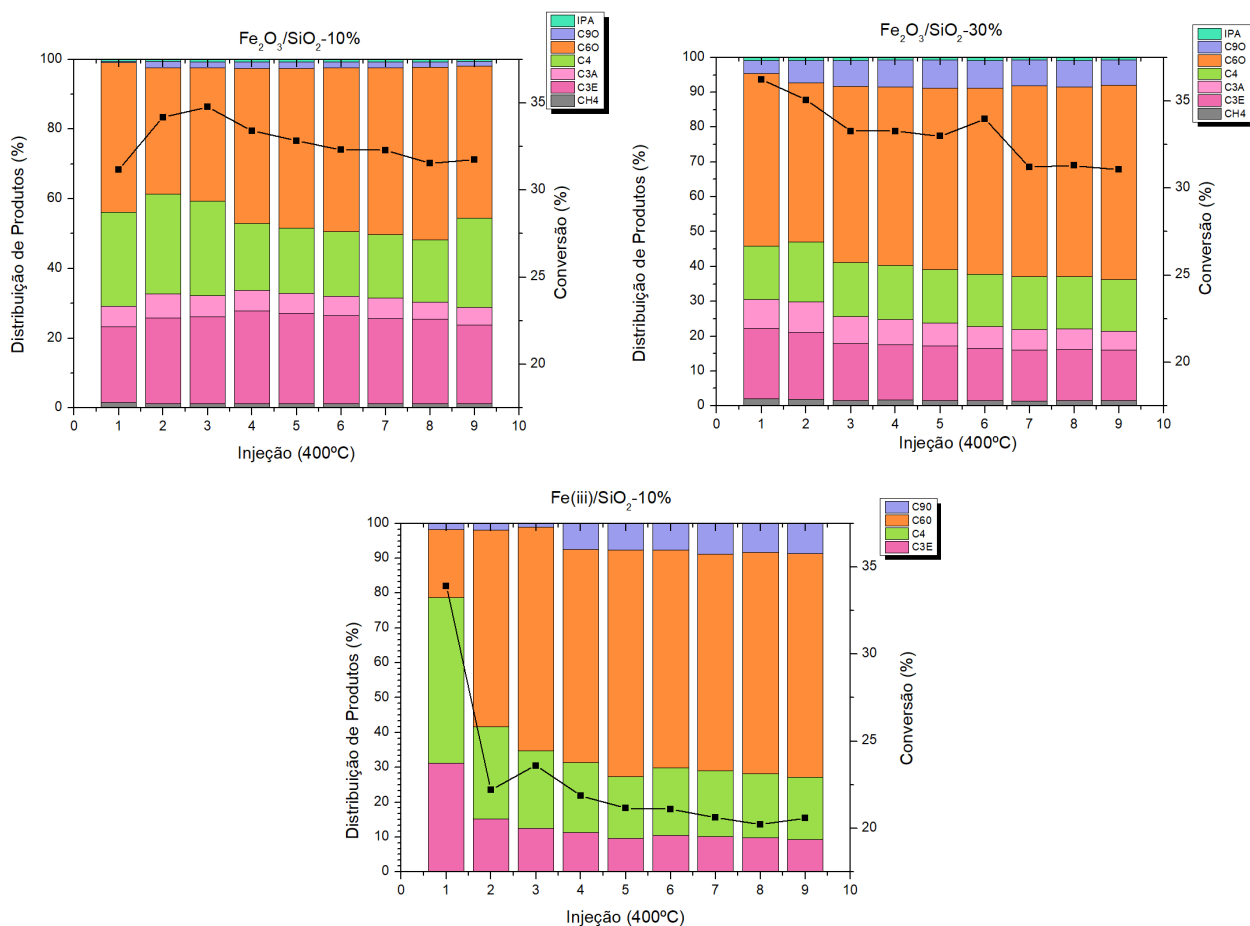 Fe2O3/SiO2-10%
IPA
C9O
C6O
C4
C3A
C3E
CH4
Distribuição de Produtos (%)
100
80
60
40
20
0
35
30
25
20
Conversão (%)
0 1 2 3 4 5 6 7 8 9 10
Injeção (400ºC)
Fe2O3/SiO2-30%
IPA
C9O
C6O
C4
C3A
C3E
CH4
Distribuição de Produtos (%)
100
90
80
70
60
50
40
30
20
10
0
35
30
25
20
Conversão (%)
0 1 2 3 4 5 6 7 8 9 10
Injeção (400ºC)
Fe(iii)/SiO2-10%
C90
C60
C4
C3E
Distribuição de Produtos (%)
100
90
80
70
60
50
40
30
20
10
0
35
30
25
20
Conversão (%)
0 1 2 3 4 5 6 7 8 9 10
Injeção (400ºC)